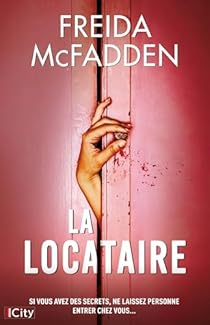 FREIDA
McFADDEN
LA
LOCATAIRE
SI VOUS AVEZ DES SECRETS, NE LAISSEZ PERSONNE
ENTRER CHEZ VOUS...
City